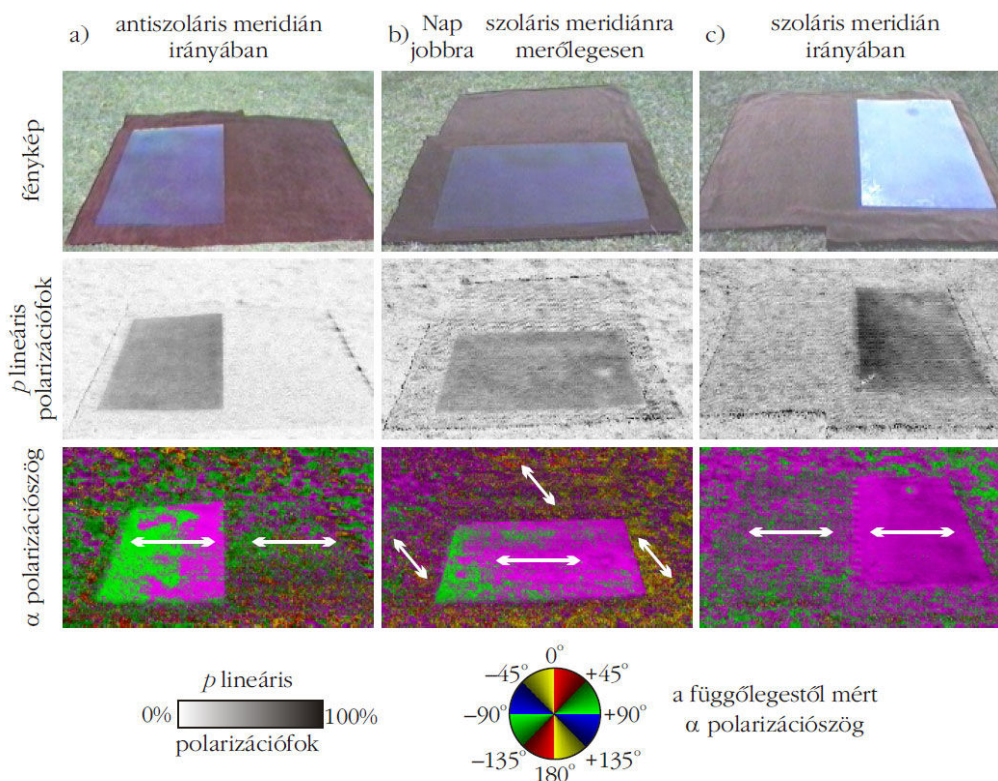 a)
antiszoláris meridián
irányában
b)
Nap
jobbra
szoláris meridiánra
merőlegesen
c)
szoláris meridián
irányában
fénykép
p lineáris
polarizációfok
α polarizációszög
p lineáris
0%
100%
polarizációfok
0°
−45°
+45°
−90°
+90°
−135°
+135°
180°
a függőlegestől mért
α polarizációszög